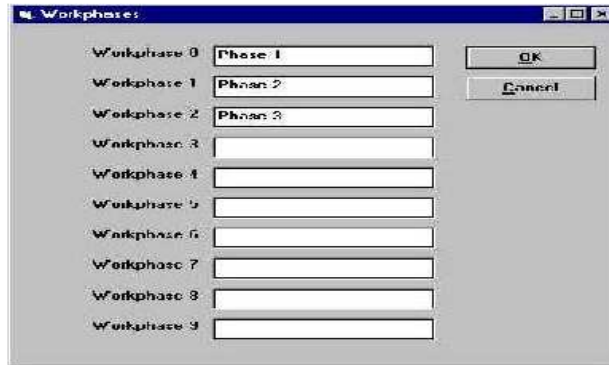 Workphases
Workphase 0 Phase 1
OK
Workphase 1 Phase 2
Cancel
Workphase 2 Phase 3
Workphase 3
Workphase 4
Workphase 5
Workphase 6
Workphase 7
Workphase 8
Workphase 9